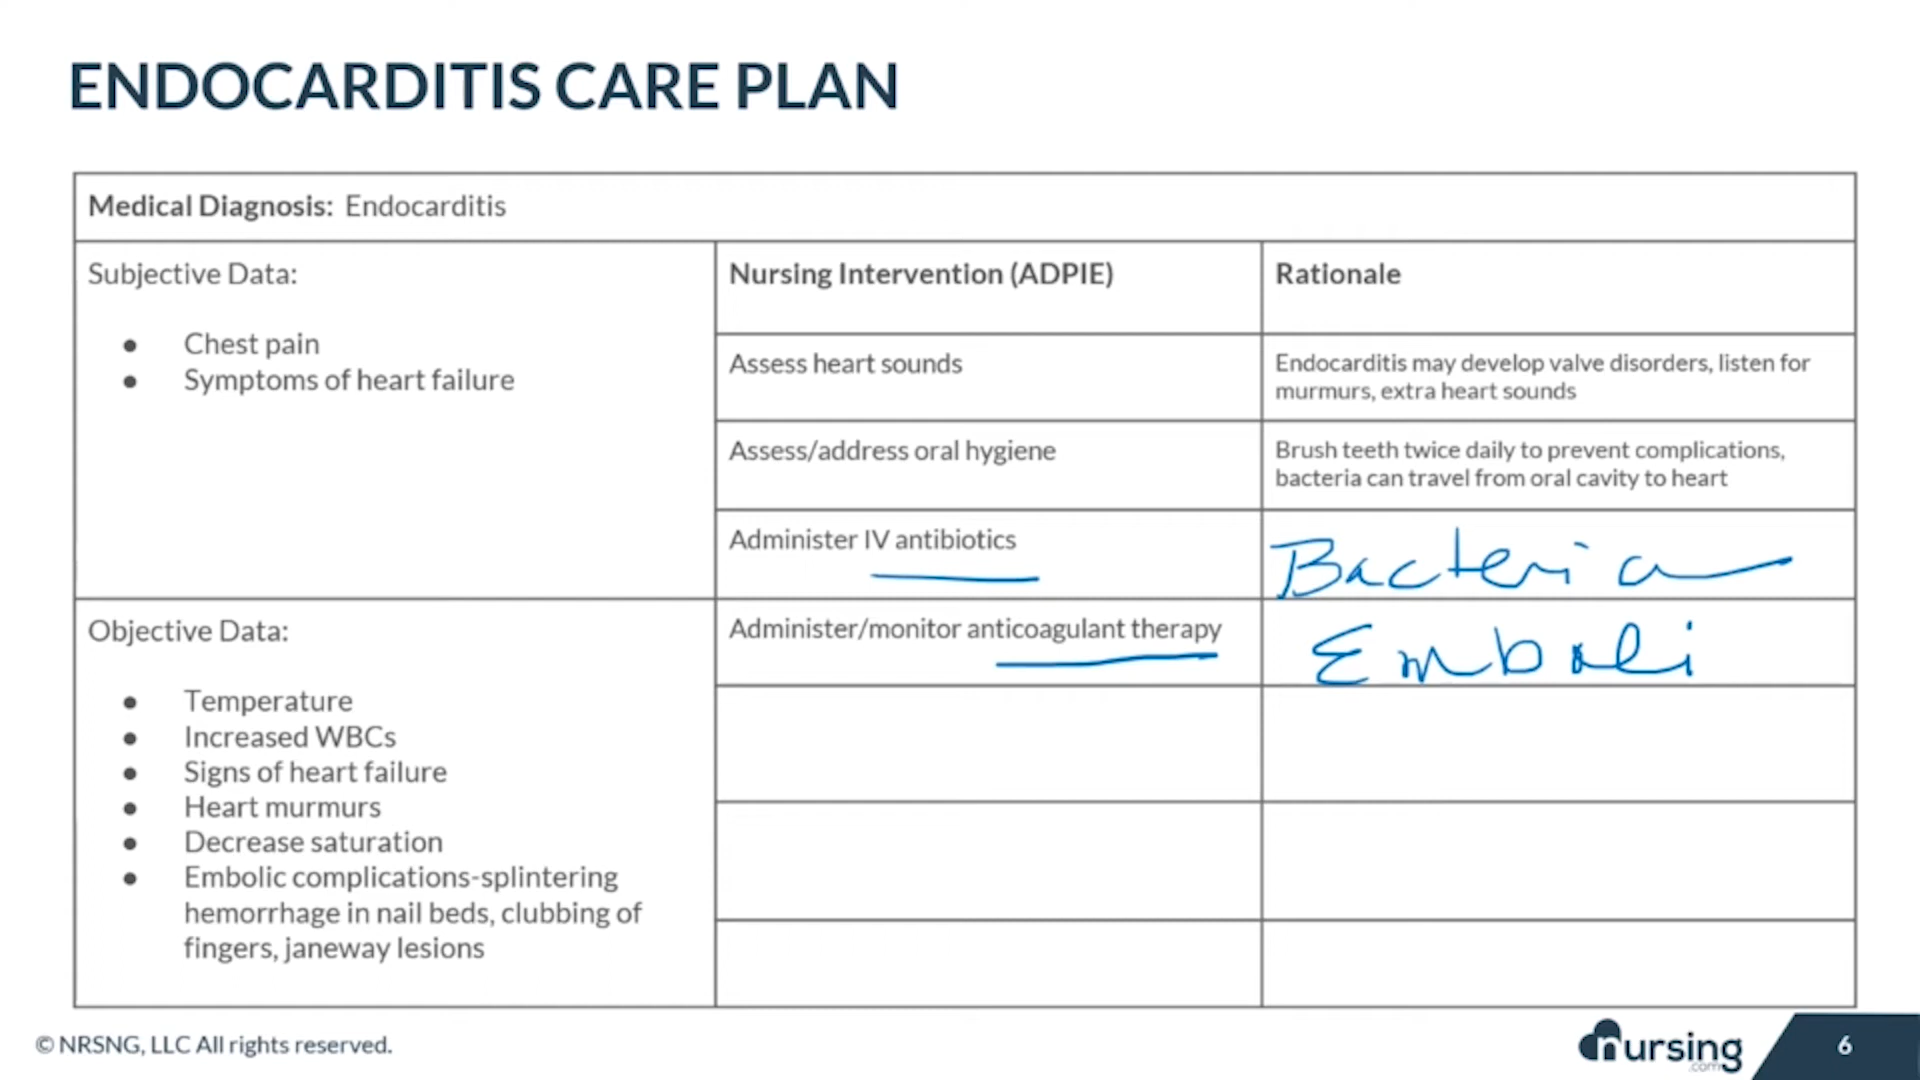 ENDOCARDITIS CARE PLAN
Medical Diagnosis: Endocarditis
Subjective Data:
● Chest pain
● Symptoms of heart failure
Nursing Intervention (ADPIE)
Rationale
Assess heart sounds
Endocarditis may develop valve disorders, listen for
murmurs, extra heart sounds
Assess/address oral hygiene
Brush teeth twice daily to prevent complications,
bacteria can travel from oral cavity to heart
Administer IV antibiotics
Bacteria
Objective Data:
● Temperature
● Increased WBCs
● Signs of heart failure
● Heart murmurs
● Decrease saturation
● Embolic complications-splintering
hemorrhage in nail beds, clubbing of
fingers, janeway lesions
Administer/monitor anticoagulant therapy
Emboli
© NRSNG, LLC All rights reserved.
nursing
.com
6